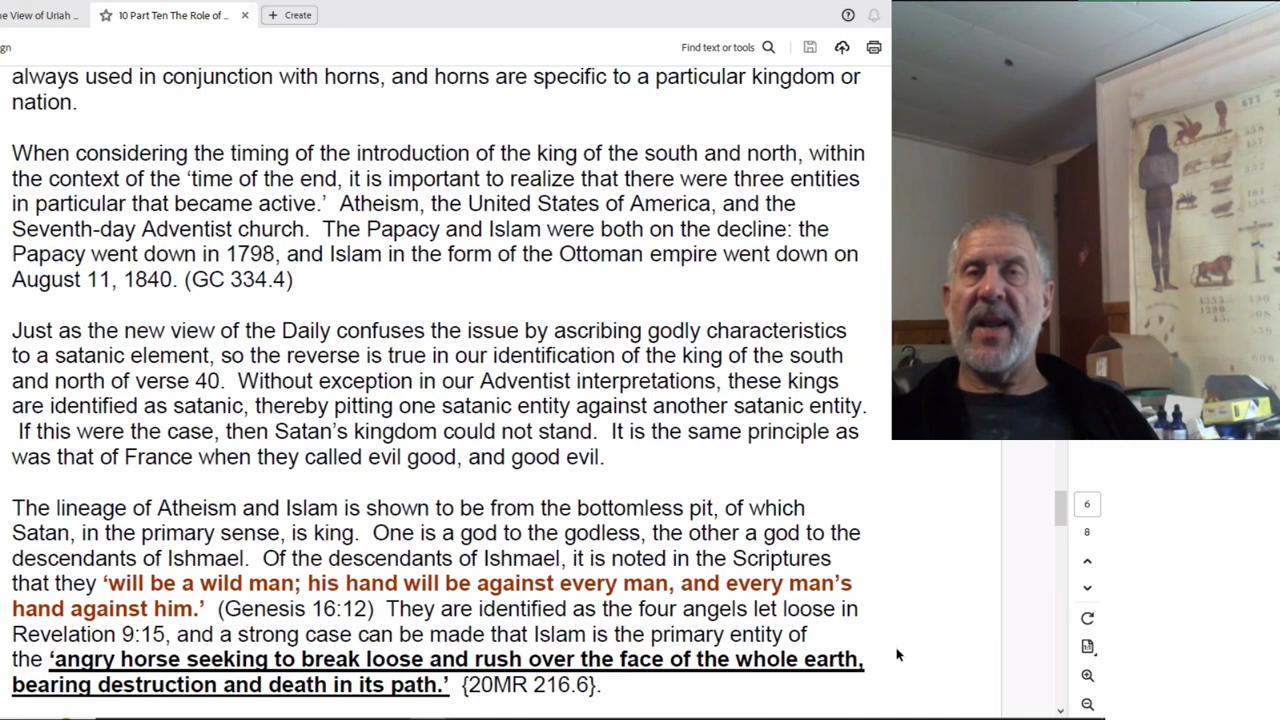 e View of Uriah ...
10 Part Ten The Role of ...
Create
gn
Find text or tools
always used in conjunction with horns, and horns are specific to a particular kingdom or
nation.
When considering the timing of the introduction of the king of the south and north, within
the context of the ‘time of the end, it is important to realize that there were three entities
in particular that became active.’  Atheism, the United States of America, and the
Seventh-day Adventist church.  The Papacy and Islam were both on the decline: the
Papacy went down in 1798, and Islam in the form of the Ottoman empire went down on
August 11, 1840. (GC 334.4)
Just as the new view of the Daily confuses the issue by ascribing godly characteristics
to a satanic element, so the reverse is true in our identification of the king of the south
and north of verse 40.  Without exception in our Adventist interpretations, these kings
are identified as satanic, thereby pitting one satanic entity against another satanic entity.
If this were the case, then Satan’s kingdom could not stand.  It is the same principle as
was that of France when they called evil good, and good evil.
The lineage of Atheism and Islam is shown to be from the bottomless pit, of which
Satan, in the primary sense, is king.  One is a god to the godless, the other a god to the
descendants of Ishmael.  Of the descendants of Ishmael, it is noted in the Scriptures
that they ‘will be a wild man; his hand will be against every man, and every man’s
hand against him.’  (Genesis 16:12)  They are identified as the four angels let loose in
Revelation 9:15, and a strong case can be made that Islam is the primary entity of
the ‘angry horse seeking to break loose and rush over the face of the whole earth,
bearing destruction and death in its path.’  {20MR 216.6}.
6
8
677